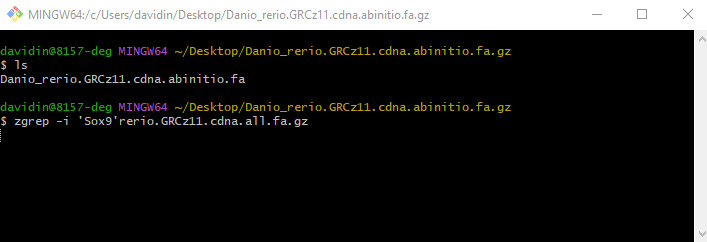 MINGW64:/c/Users/davidin/Desktop/Danio_rerio.GRCz11.cdna.abinitio.fa.gz
davidin@8157-deg MINGW64 ~/Desktop/Danio_rerio.GRCz11.cdna.abinitio.fa.gz
$ ls
Danio_rerio.GRCz11.cdna.abinitio.fa
davidin@8157-deg MINGW64 ~/Desktop/Danio_rerio.GRCz11.cdna.abinitio.fa.gz
$ zgrep -i 'Sox9'rerio.GRCz11.cdna.all.fa.gz